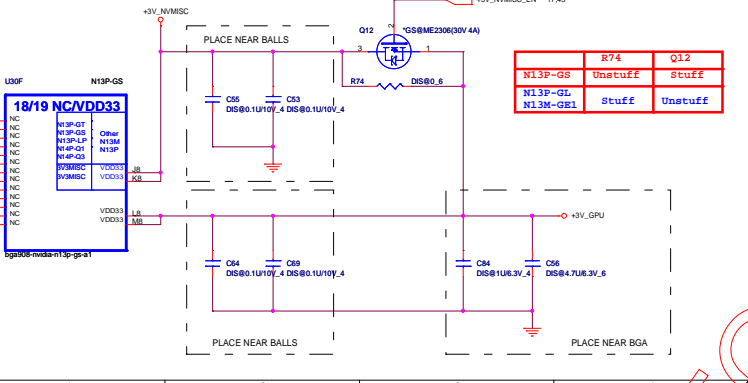 +3V_NVMISC
+3V_NVMISC_EN 17,43
2
PLACE NEAR BALLS
Q12
*GS@ME2306(30V 4A)
3
1
R74
DIS@0_6
R74 Q12
N13P-GS Unstuff Stuff
N13P-GL
N13M-GE1
Stuff Unstuff
U30F
N13P-GS
18/19 NC/VDD33
NC
NC
NC
NC
NC
NC
NC
NC
NC
NC
NC
NC
N13P-GT
N13P-GS
N13P-LP
N14P-Q1
N14P-Q3
Other
N13M
N13P
3V3MISC VDD33 J8
3V3MISC VDD33 K8
VDD33 L8
VDD33 M8
bga908-nvidia-n13p-gs-a1
C55
DIS@0.1U/10V_4
C53
DIS@0.1U/10V_4
+3V_GPU
C64
DIS@0.1U/10V_4
C69
DIS@0.1U/10V_4
C84
DIS@1U/6.3V_4
C56
DIS@4.7U/6.3V_6
PLACE NEAR BALLS
PLACE NEAR BGA